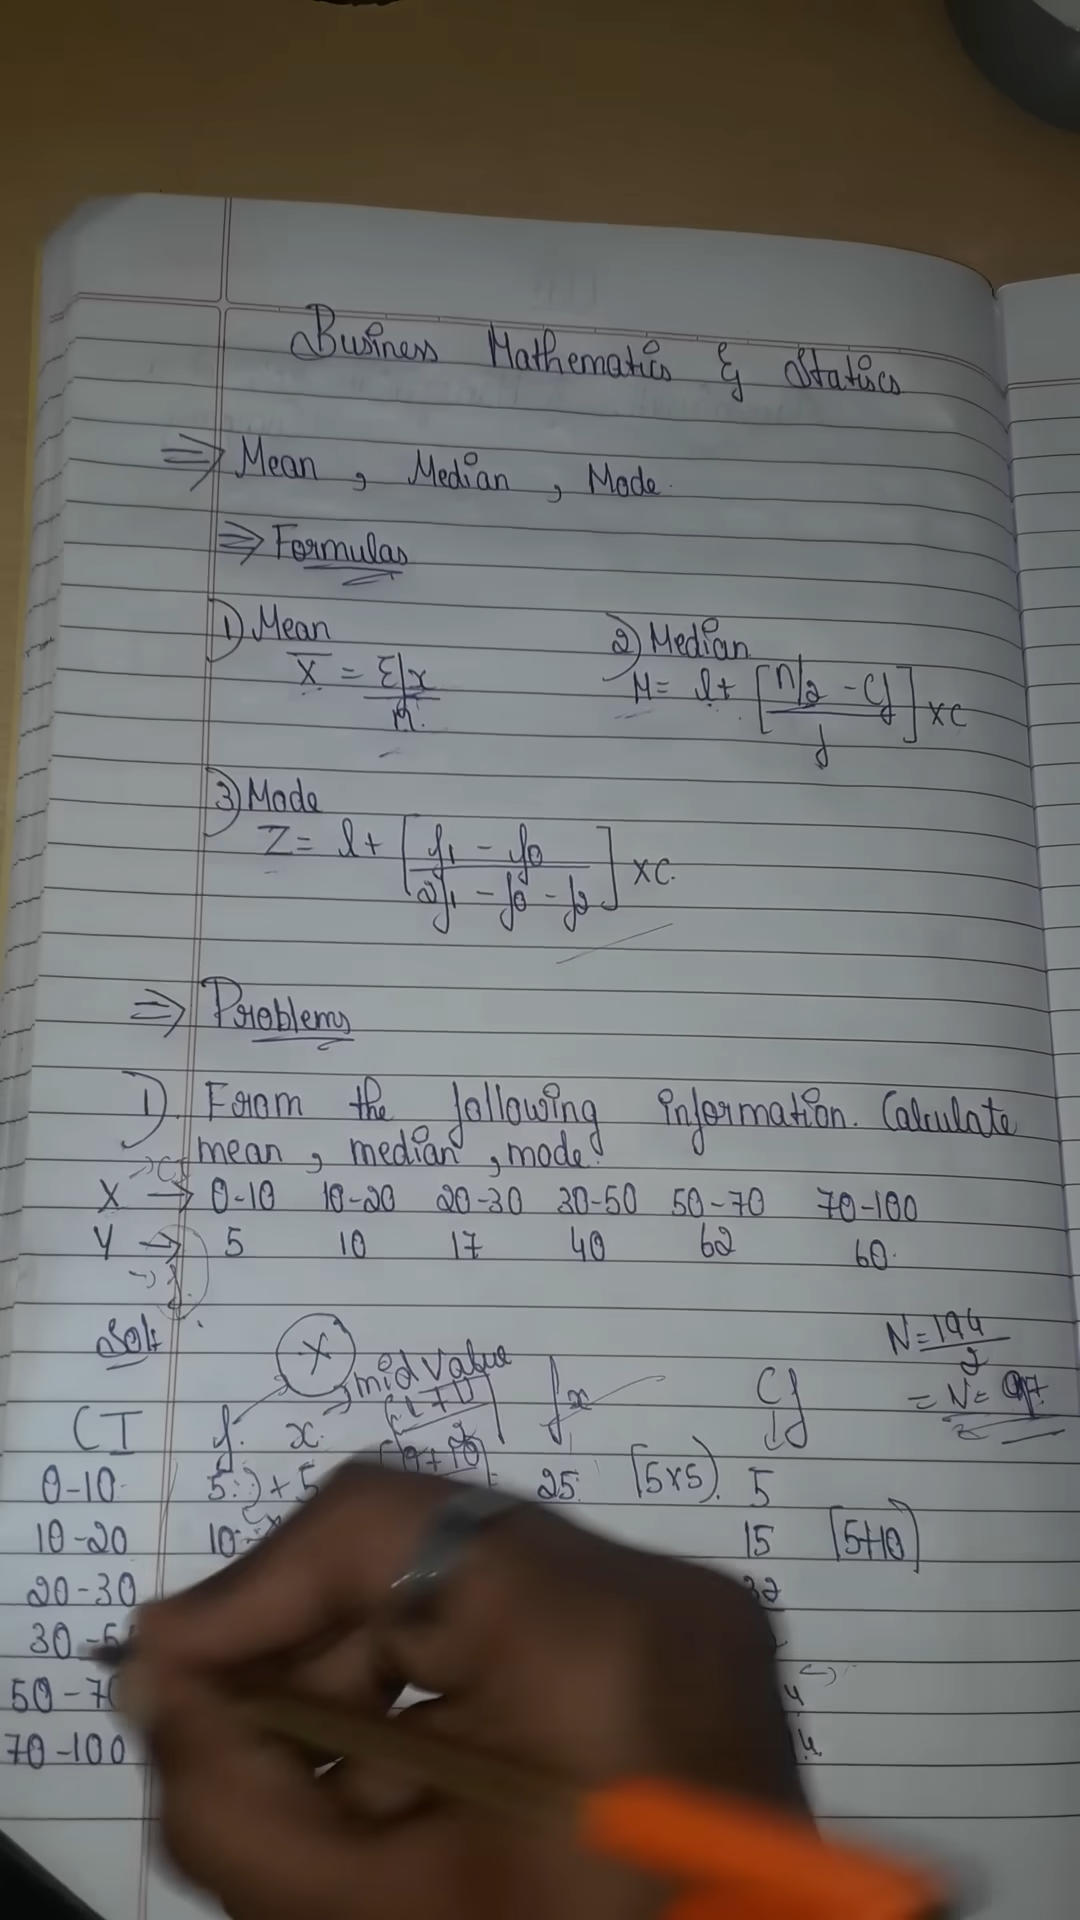 Business Mathematics & Statiscs
⇒ Mean , Median , Mode.
⇒ Formulas
1) Mean
X̄ = Σfx / n.
2) Median
M = l + [n/2 - Cf / f] × C
3) Mode
Z = l + [f1 - f0 / 2f1 - f0 - f2] × C.
⇒ Problems
1) From the following information. Calculate
mean , median , mode.
X → 0-10 10-20 20-30 30-50 50-70 70-100
Y → 5 10 17 40 62 60.
→ f.
Sol:
X
mid value
N = 194 / 2
= N = 97.
CI f. x. fx Cf
0-10. 5 5 25. [5×5]. 5
10-20 10 15 [5+10]
20-30 32
30-
50-70
70-100